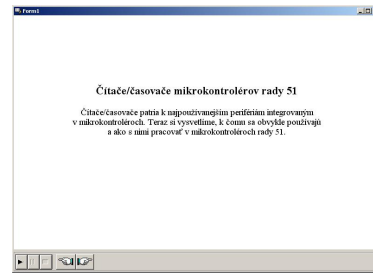 Form1
Čítače/časovače mikrokontrolérov rady 51
Čítače/časovače patria k najpoužívanejším perifériám integrovaným
v mikrokontroléroch. Teraz si vysvetlíme, k čomu sa obvykle používajú
a ako s nimi pracovať v mikrokontroléroch rady 51.